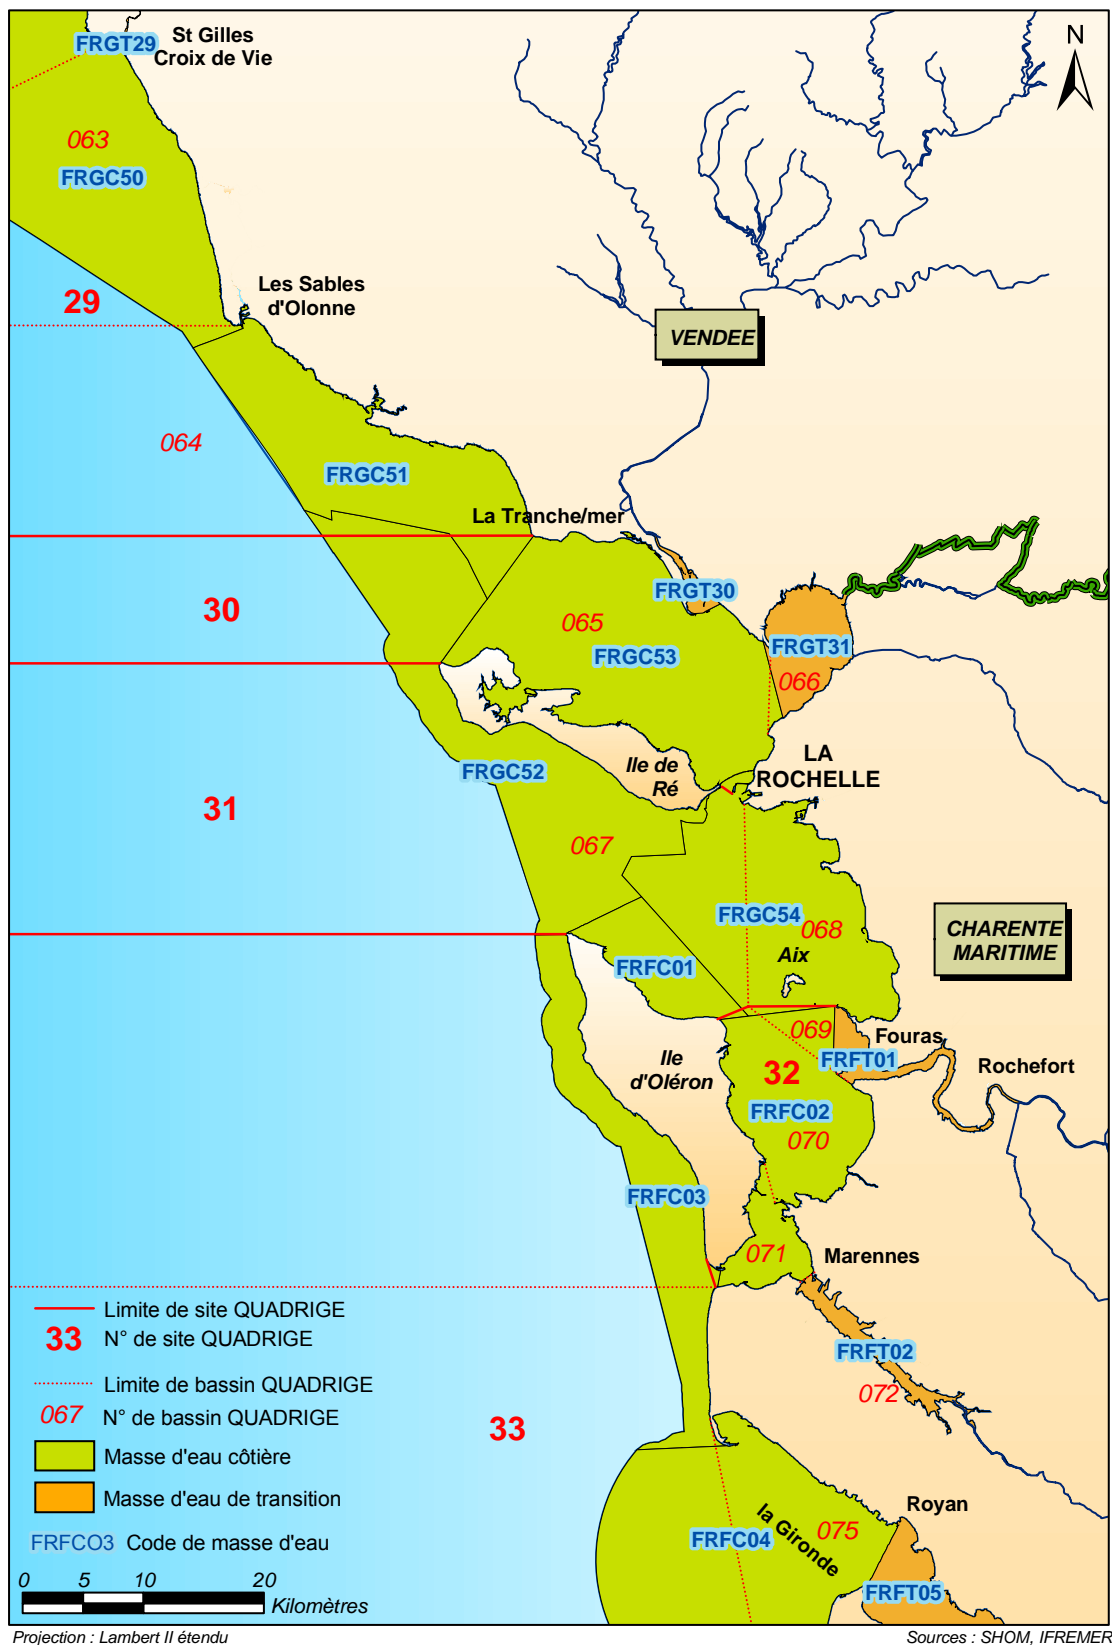 FRGT29
St Gilles
Croix de Vie
N
063
FRGC50
29
Les Sables
d'Olonne
VENDEE
064
FRGC51
La Tranche/mer
30
FRGT30
065
FRGC53
FRGT31
066
31
FRGC52
Ile de
Ré
LA
ROCHELLE
067
FRGC54
068
CHARENTE
MARITIME
Aix
FRFC01
069
Fouras
FRFT01
Rochefort
Ile
d'Oléron
32
FRFC02
070
FRFC03
071
Marennes
Limite de site QUADRIGE
33 N° de site QUADRIGE
FRFT02
072
Limite de bassin QUADRIGE
067 N° de bassin QUADRIGE
33
Masse d'eau côtière
Masse d'eau de transition
Royan
la Gironde
075
FRFC04
FRFCO3 Code de masse d'eau
FRFT05
0 5 10 20
Kilomètres
Projection : Lambert II étendu
Sources : SHOM, IFREMER